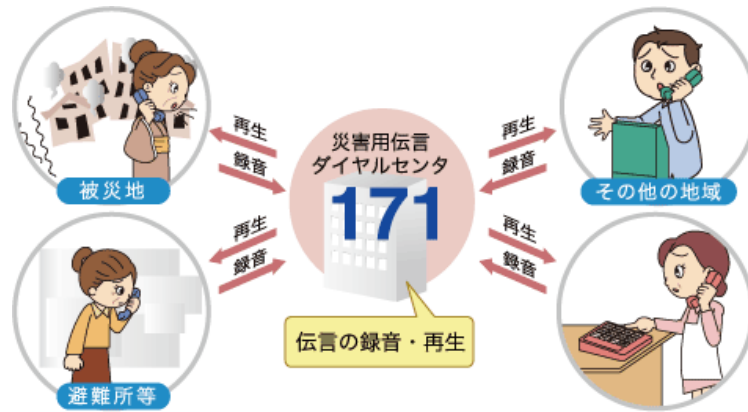 再生
録音
被災地
災害用伝言
ダイヤルセンタ
171
再生
録音
その他の地域
再生
録音
避難所等
伝言の録音・再生
再生
録音